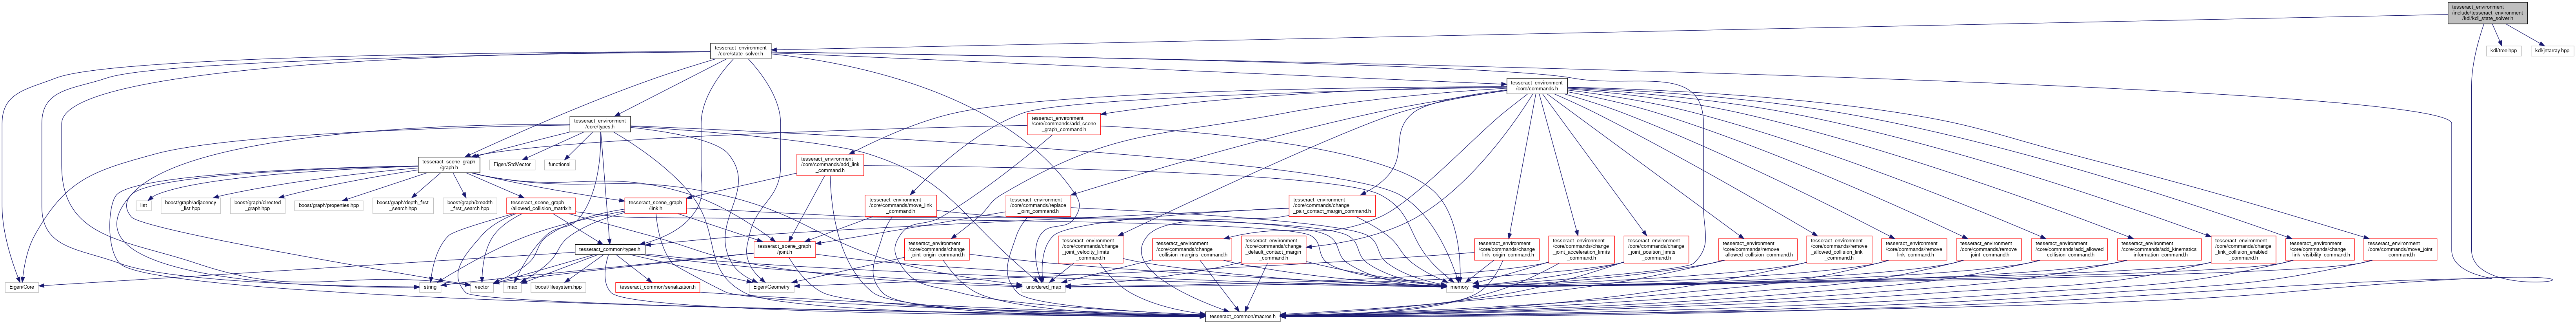 tesseract_environment
/include/tesseract_environment
/kdl/kdl_state_solver.h
tesseract_environment
/core/state_solver.h
kdl/tree.hpp
kdl/jntarray.hpp
tesseract_environment
/core/commands.h
tesseract_environment
/core/types.h
tesseract_environment
/core/commands/add_scene
_graph_command.h
tesseract_scene_graph
/graph.h
Eigen/StdVector
functional
tesseract_environment
/core/commands/add_link
_command.h
list
boost/graph/adjacency
_list.hpp
boost/graph/directed
_graph.hpp
boost/graph/properties.hpp
boost/graph/depth_first
_search.hpp
boost/graph/breadth
_first_search.hpp
tesseract_scene_graph
/allowed_collision_matrix.h
tesseract_scene_graph
/link.h
tesseract_environment
/core/commands/move_link
_command.h
tesseract_environment
/core/commands/replace
_joint_command.h
tesseract_environment
/core/commands/change
_pair_contact_margin_command.h
tesseract_common/types.h
tesseract_scene_graph
/joint.h
tesseract_environment
/core/commands/change
_joint_origin_command.h
tesseract_environment
/core/commands/change
_joint_velocity_limits
_command.h
tesseract_environment
/core/commands/change
_collision_margins_command.h
tesseract_environment
/core/commands/change
_default_contact_margin
_command.h
tesseract_environment
/core/commands/change
_link_origin_command.h
tesseract_environment
/core/commands/change
_joint_acceleration_limits
_command.h
tesseract_environment
/core/commands/change
_joint_position_limits
_command.h
tesseract_environment
/core/commands/remove
_allowed_collision_command.h
tesseract_environment
/core/commands/remove
_allowed_collision_link
_command.h
tesseract_environment
/core/commands/remove
_link_command.h
tesseract_environment
/core/commands/remove
_joint_command.h
tesseract_environment
/core/commands/add_allowed
_collision_command.h
tesseract_environment
/core/commands/add_kinematics
_information_command.h
tesseract_environment
/core/commands/change
_link_collision_enabled
_command.h
tesseract_environment
/core/commands/change
_link_visibility_command.h
tesseract_environment
/core/commands/move_joint
_command.h
Eigen/Core
string
vector
map
boost/filesystem.hpp
tesseract_common/serialization.h
Eigen/Geometry
unordered_map
memory
tesseract_common/macros.h